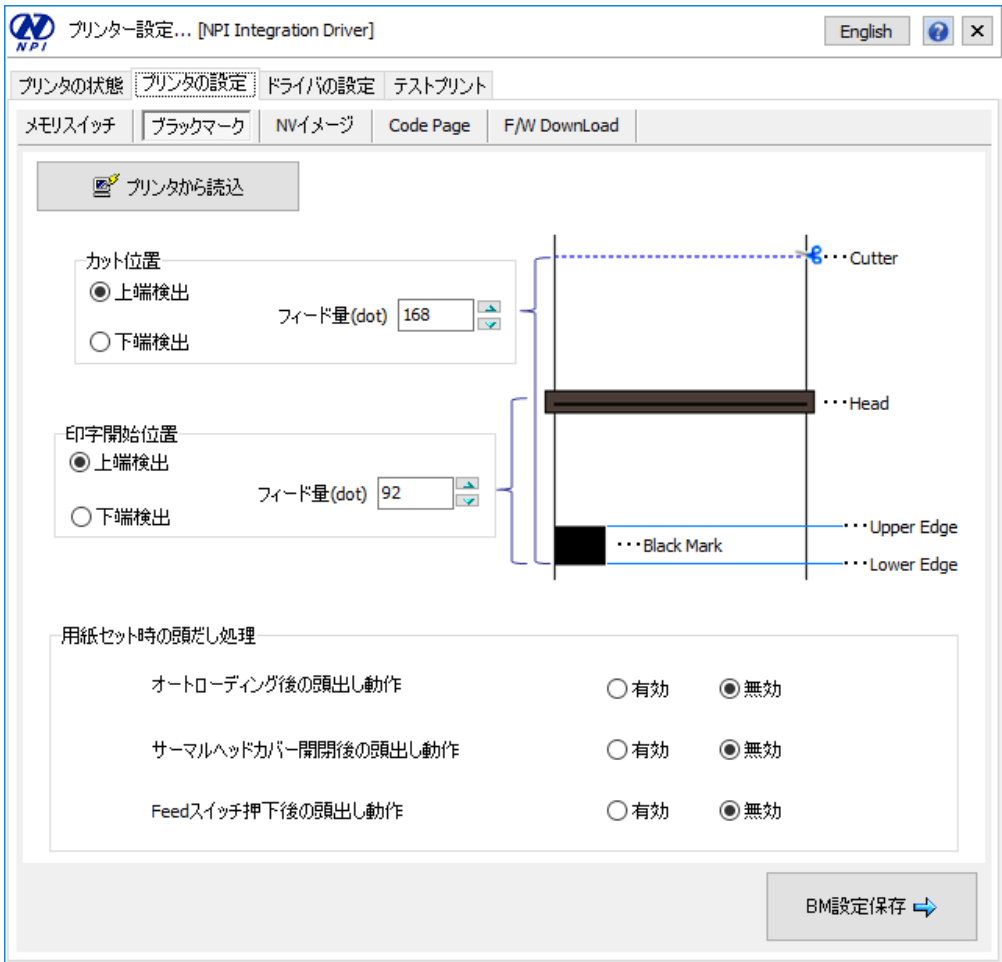 NPI
プリンター設定... [NPI Integration Driver]
English
プリンタの状態 プリンタの設定 ドライバの設定 テストプリント
メモリスイッチ ブラックマーク NVイメージ Code Page F/W DownLoad
プリンタから読込
カット位置
上端検出
フィード量(dot) 168
下端検出
・・・Cutter
・・・Head
印字開始位置
上端検出
フィード量(dot) 92
下端検出
・・・Upper Edge
・・・Black Mark
・・・Lower Edge
用紙セット時の頭だし処理
オートローディング後の頭出し動作 有効 無効
サーマルヘッドカバー開閉後の頭出し動作 有効 無効
Feedスイッチ押下後の頭出し動作 有効 無効
BM設定保存